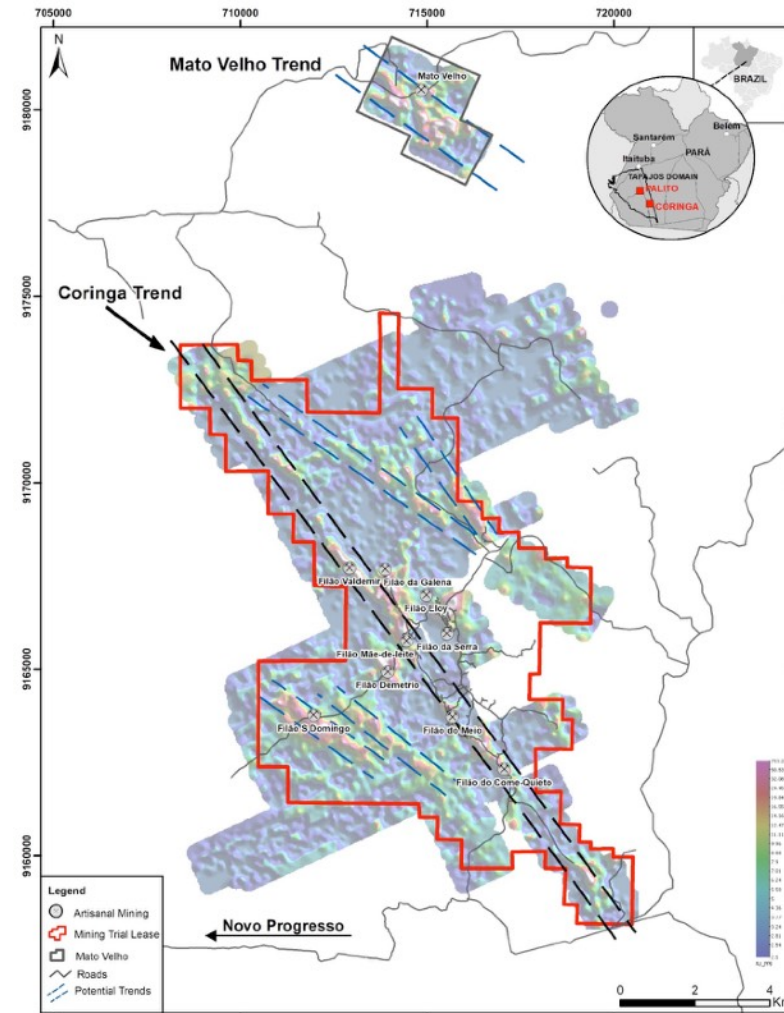 705000
710000
715000
720000
N
Mato Velho Trend
Mato Velho
BRAZIL
Belém
Santarém
PARÁ
Itaituba
TAPAJOS DOMAIN
PALITO
CORINGA
9180000
9175000
9170000
9165000
9160000
Coringa Trend
Filão Valdemir
Filão da Galena
Filão Eloy
Filão da Serra
Filão Mãe-de-leite
Filão Demetrio
Filão S Domingo
Filão do Meio
Filão do Come-Quieto
Novo Progresso
Legend
Artisanal Mining
Mining Trial Lease
Mato Velho
Roads
Potential Trends
0 2 4
Km